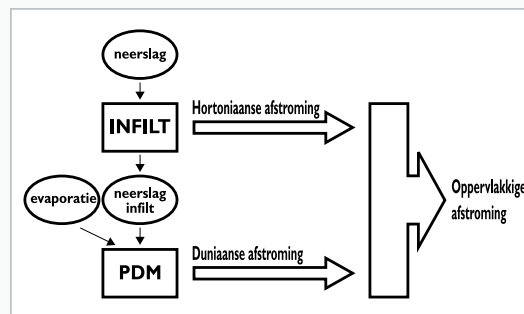 neerslag
Hortoniaanse afstroming
INFILT
evaporatie
neerslag
infilt
Oppervlakkige
afstroming
Duniaanse afstroming
PDM